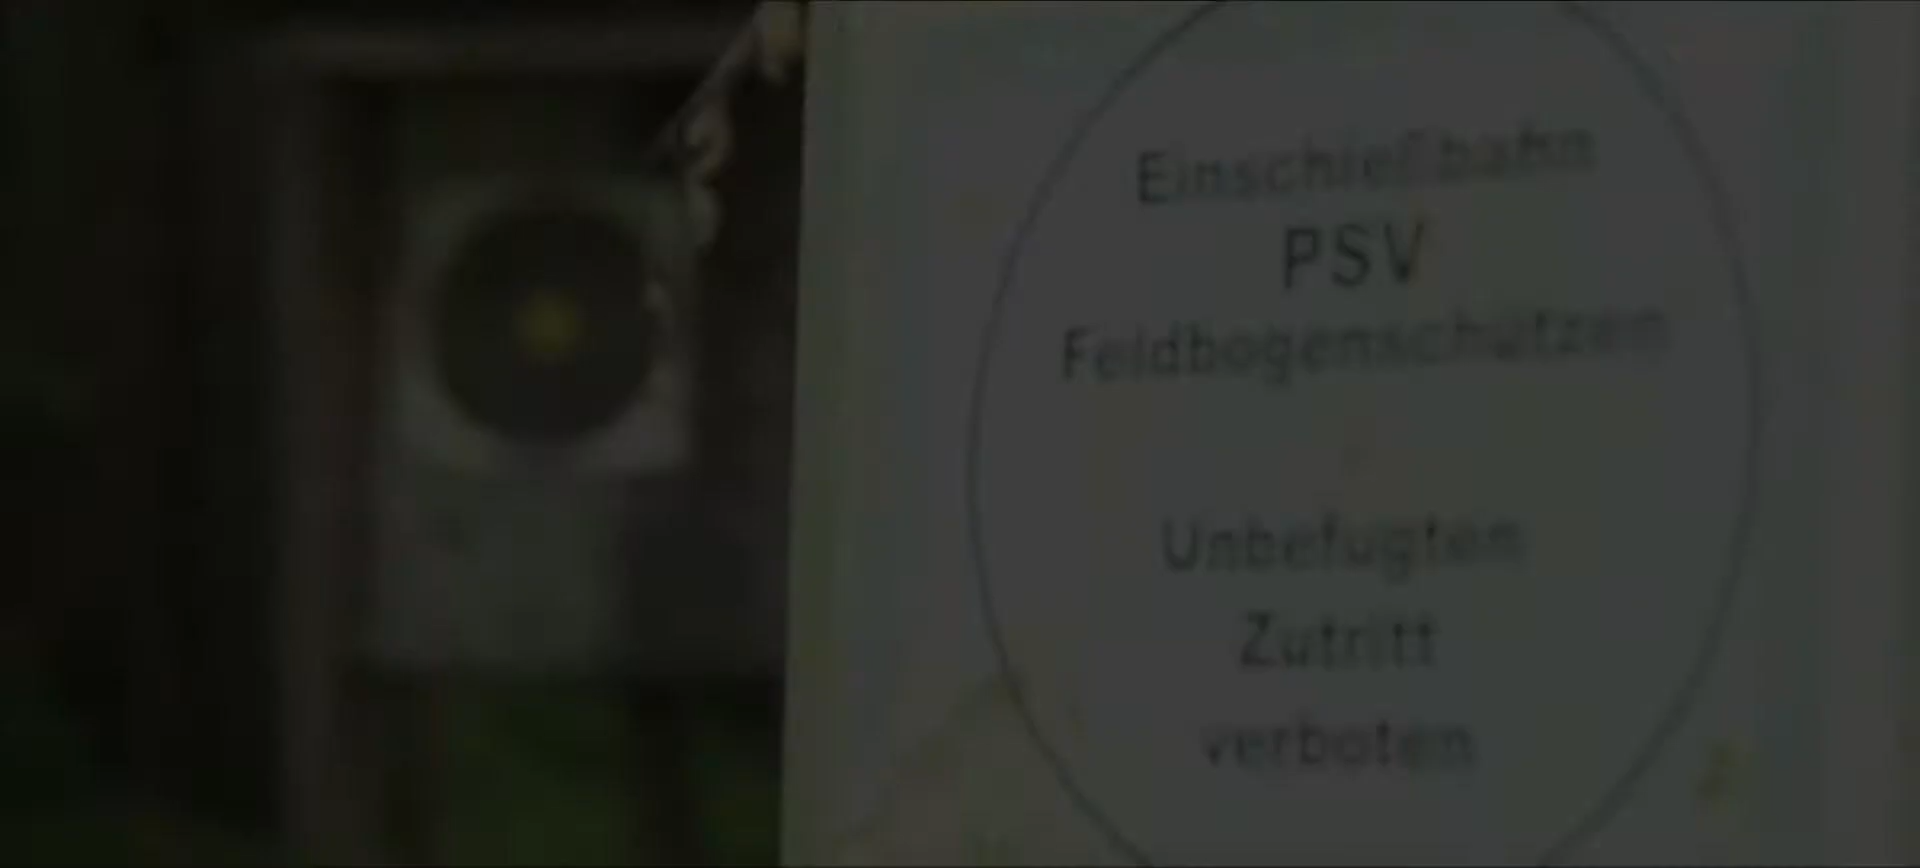 Einschießbahn
PSV
Feldbogenschützen
Unbefugten
Zutritt
verboten